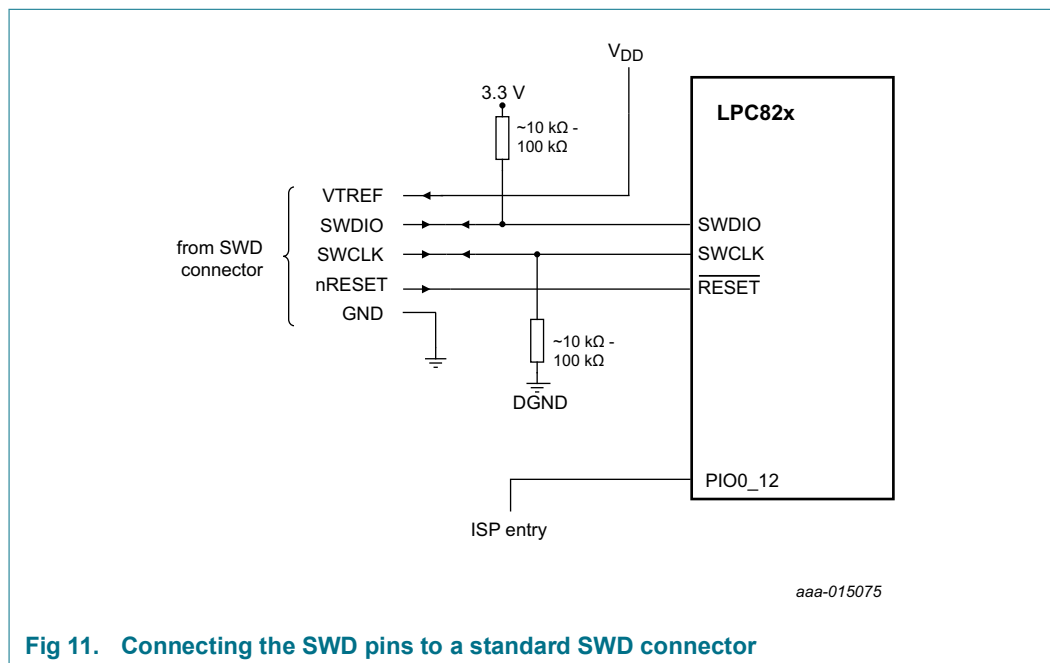 VDD
3.3 V
~10 kΩ -
100 kΩ
LPC82x
VTREF
SWDIO
SWCLK
nRESET
GND
from SWD
connector
SWDIO
SWCLK
RESET
~10 kΩ -
100 kΩ
DGND
PIO0_12
ISP entry
aaa-015075
Fig 11. Connecting the SWD pins to a standard SWD connector